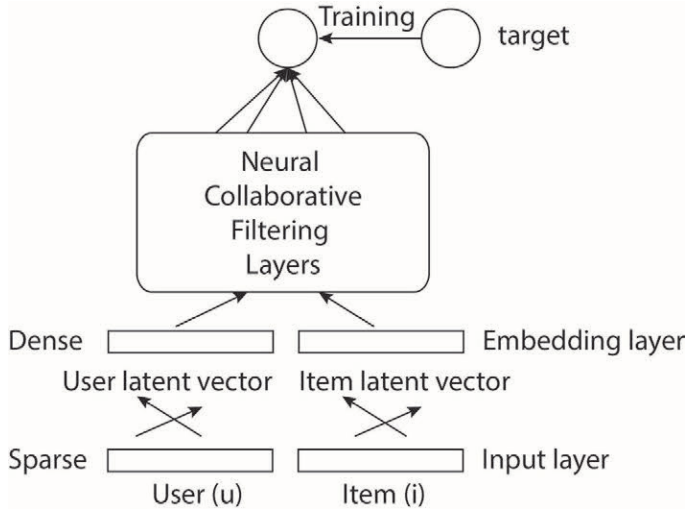 Training
target
Neural
Collaborative
Filtering
Layers
Dense
Embedding layer
User latent vector
Item latent vector
Sparse
Input layer
User (u)
Item (i)